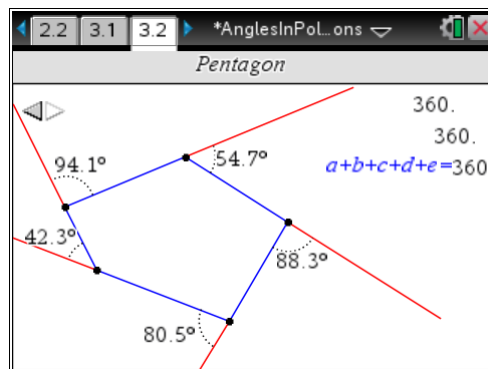 2.2 3.1 3.2 *AnglesInPol…ons
Pentagon
360.
360.
a+b+c+d+e=360
94.1°
54.7°
42.3°
88.3°
80.5°